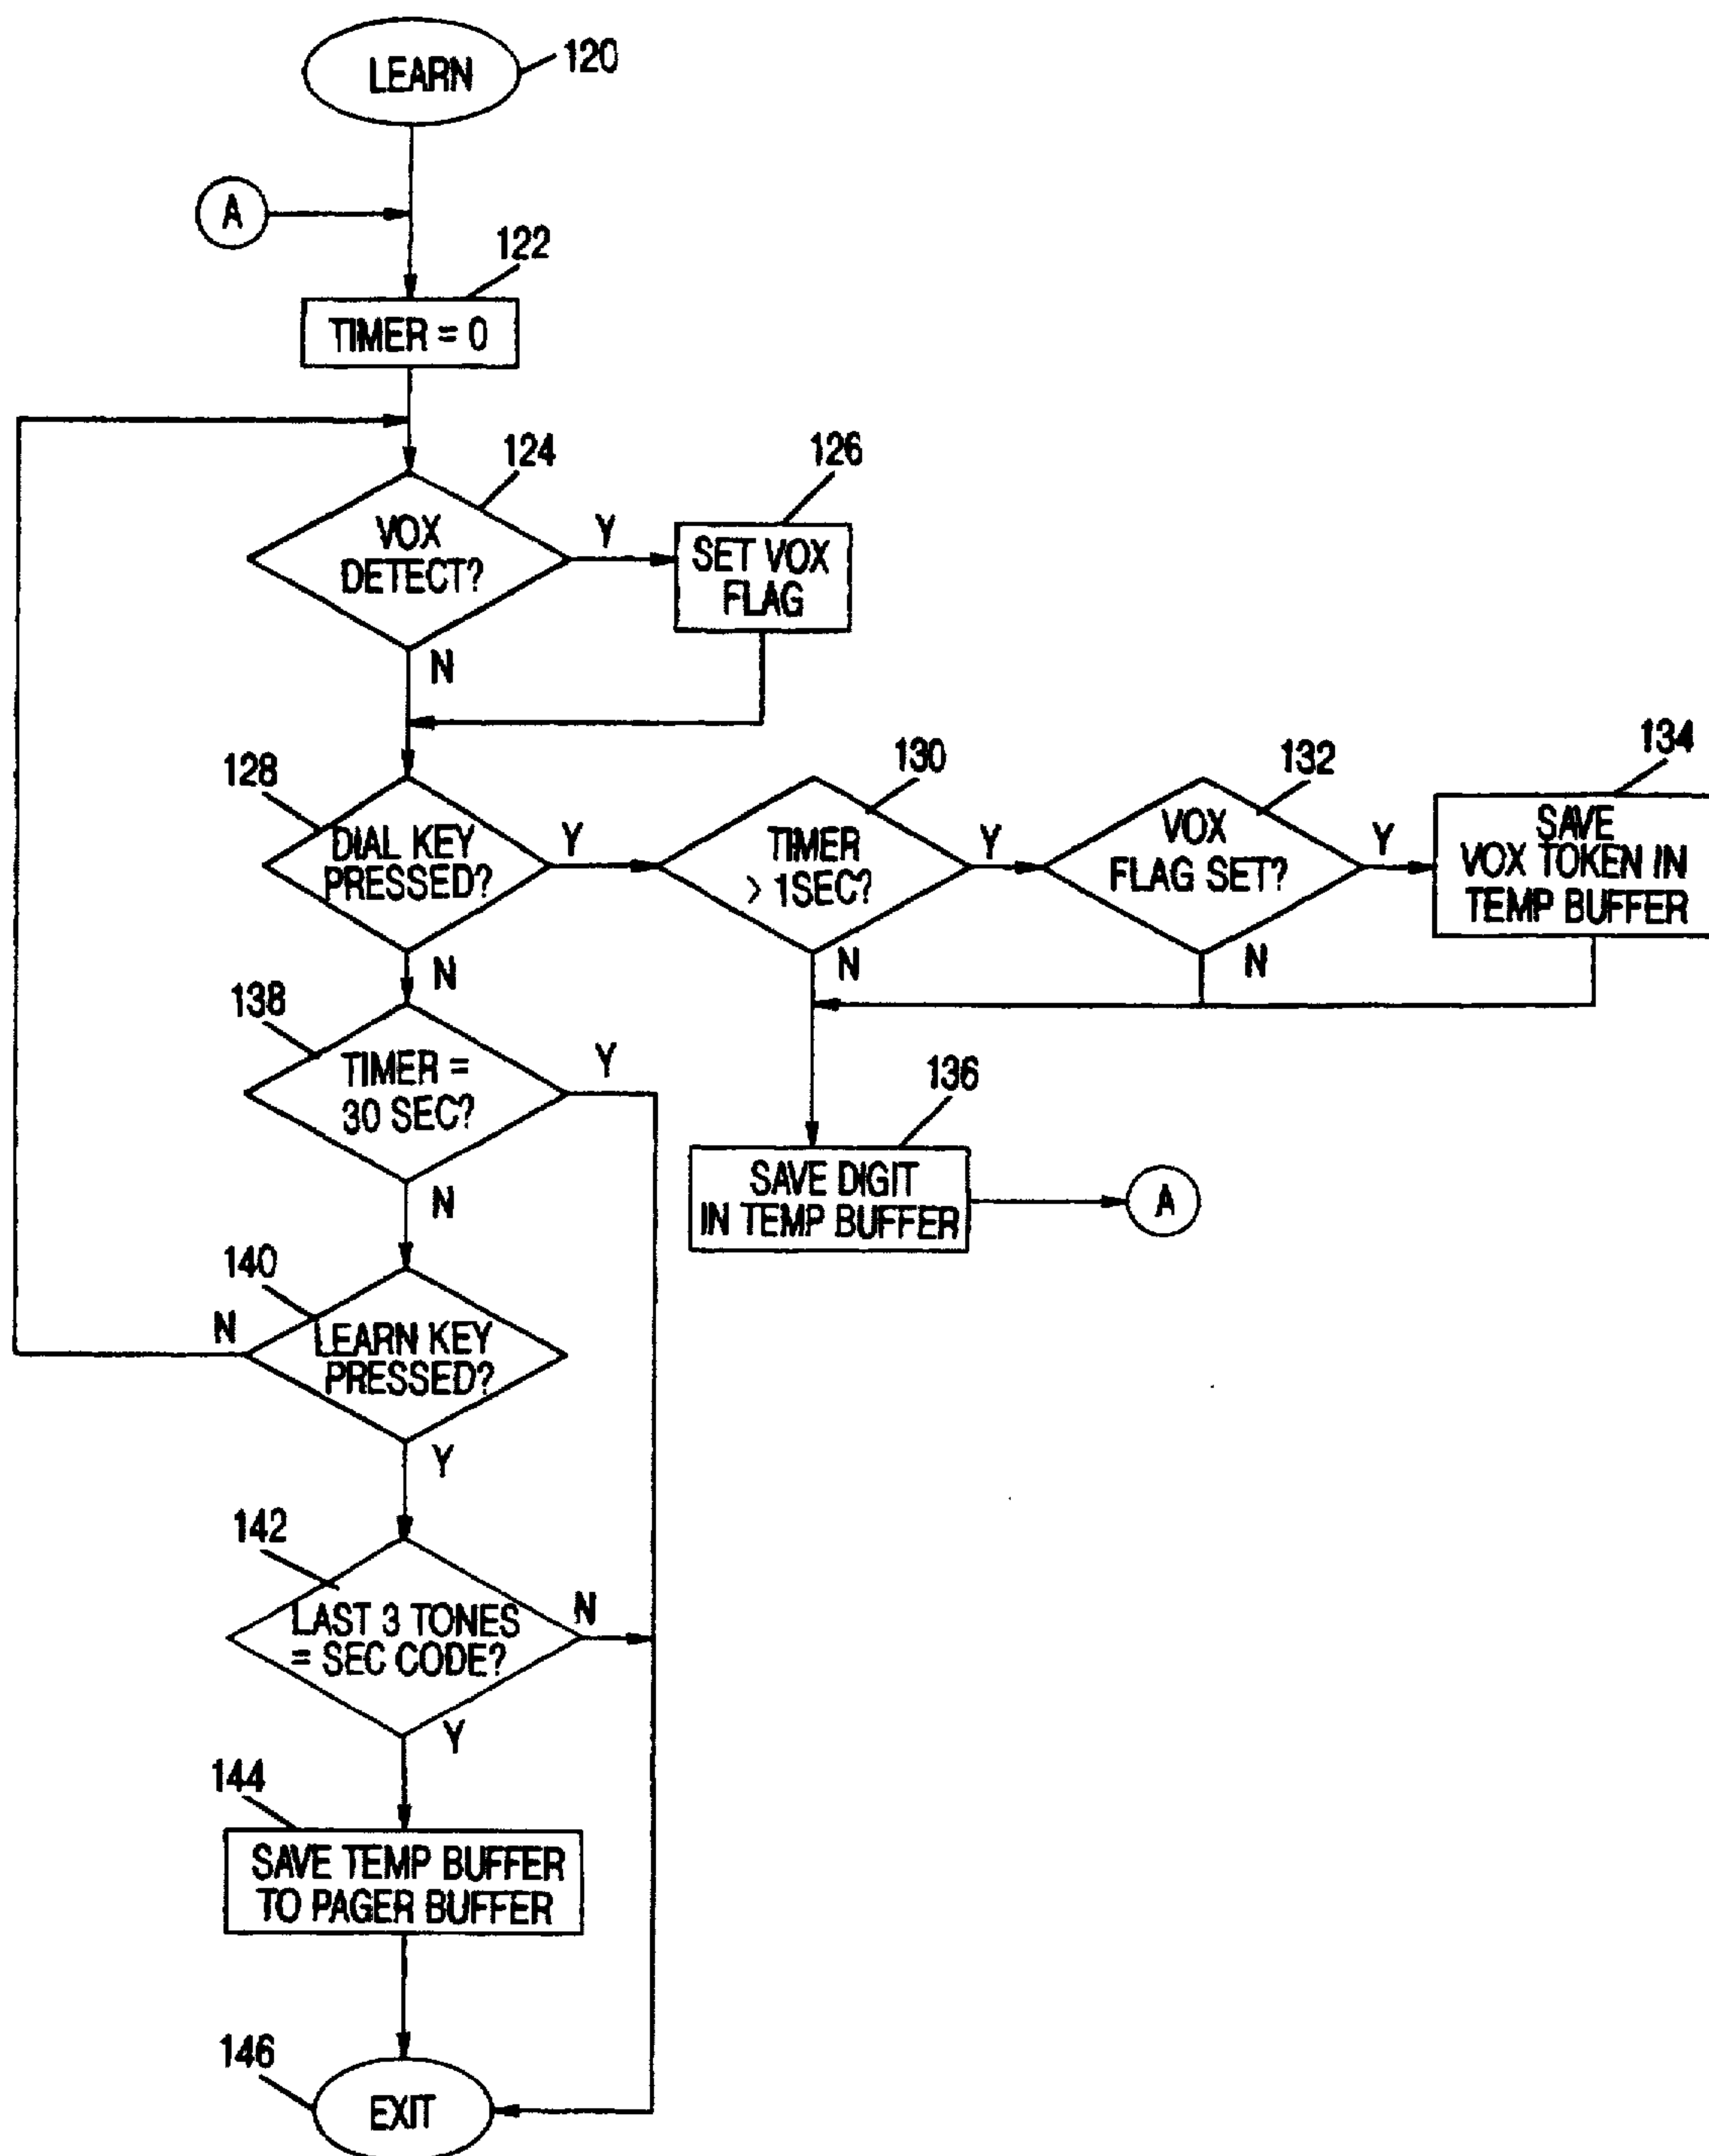 LEARN
120
A
122
TIMER = 0
124
126
VOX
DETECT?
Y
SET VOX
FLAG
N
128
130
132
134
DIAL KEY
PRESSED?
Y
TIMER
> 1SEC?
Y
VOX
FLAG SET?
Y
SAVE
VOX TOKEN IN
TEMP BUFFER
N
N
N
138
TIMER =
30 SEC?
Y
136
SAVE DIGIT
IN TEMP BUFFER
A
N
140
N
LEARN KEY
PRESSED?
Y
142
LAST 3 TONES
= SEC CODE?
N
Y
144
SAVE TEMP BUFFER
TO PAGER BUFFER
146
EXIT